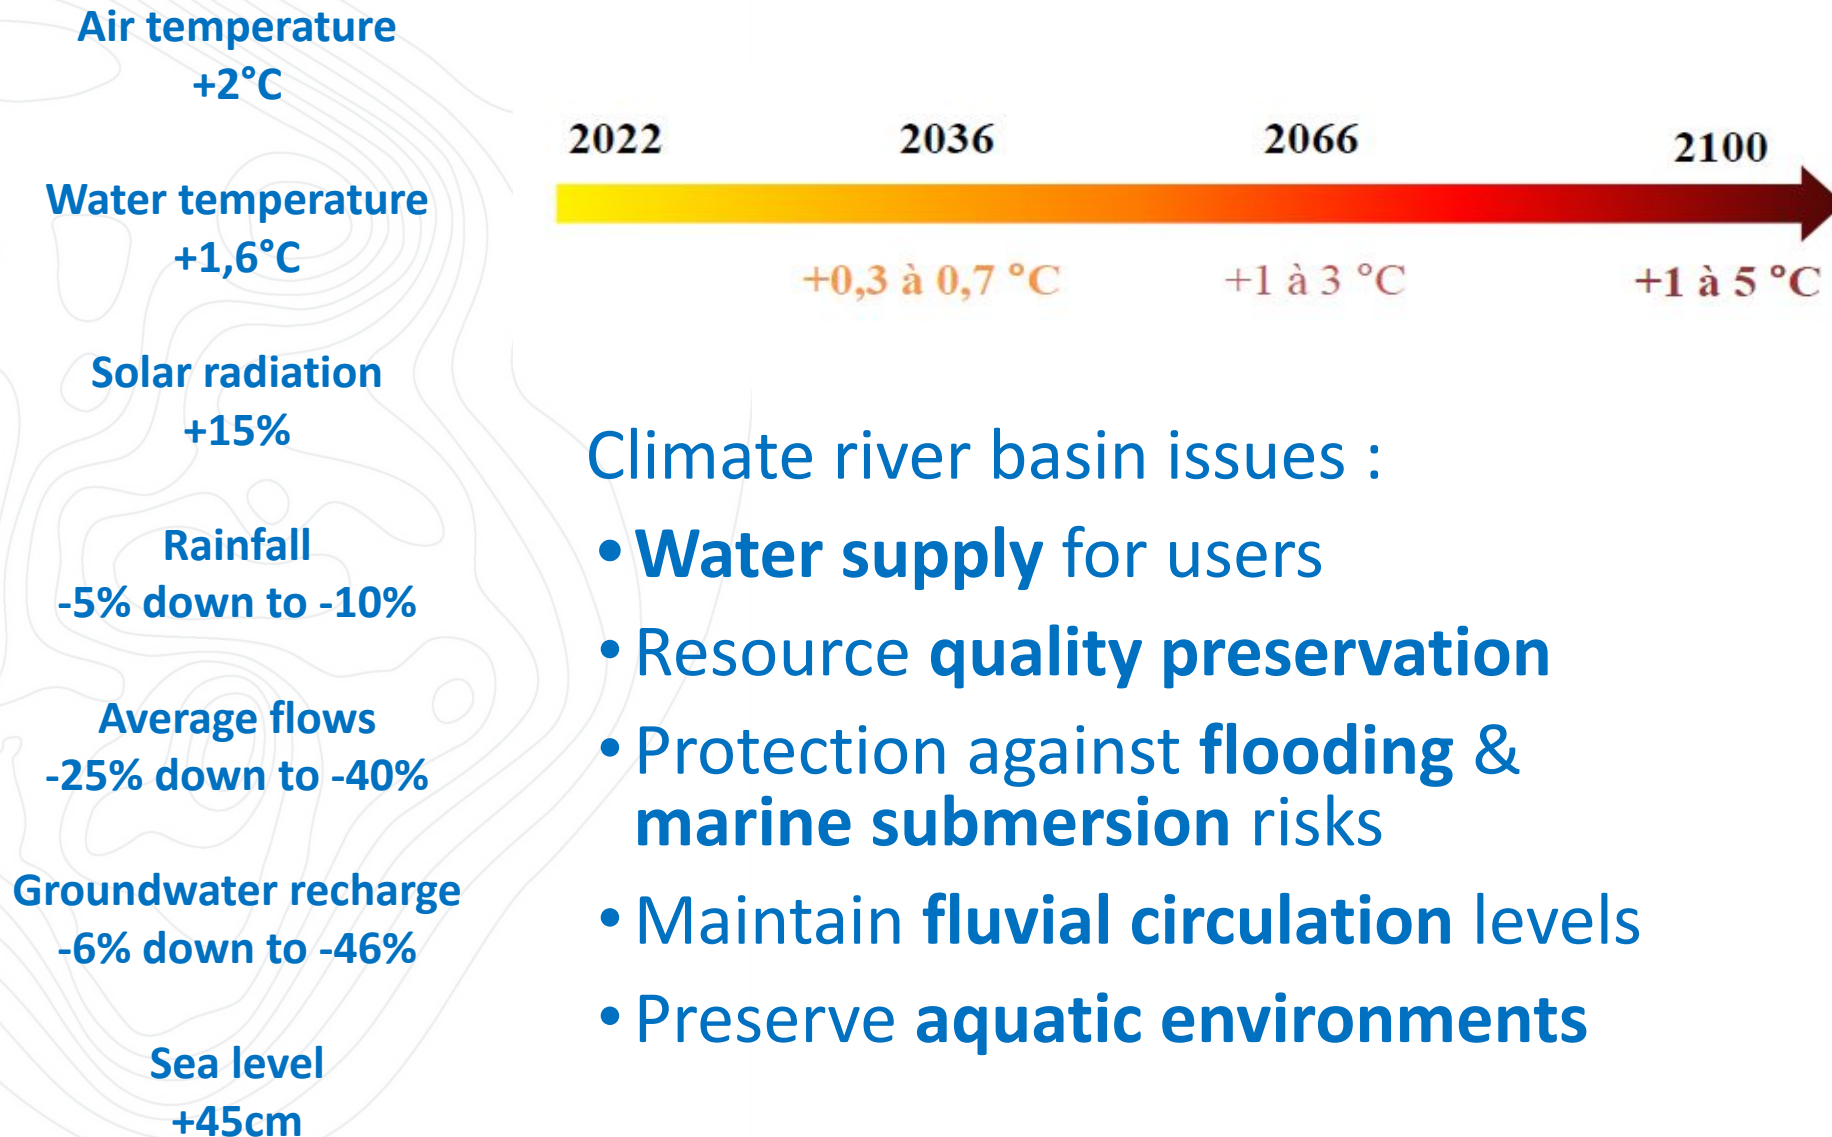 Air temperature
+2°C
Water temperature
+1,6°C
Solar radiation
+15%
Rainfall
-5% down to -10%
Average flows
-25% down to -40%
Groundwater recharge
-6% down to -46%
Sea level
+45cm
2022
2036
2066
2100
+0,3 à 0,7 °C
+1 à 3 °C
+1 à 5 °C
Climate river basin issues :
• Water supply for users
• Resource quality preservation
• Protection against flooding &
marine submersion risks
• Maintain fluvial circulation levels
• Preserve aquatic environments